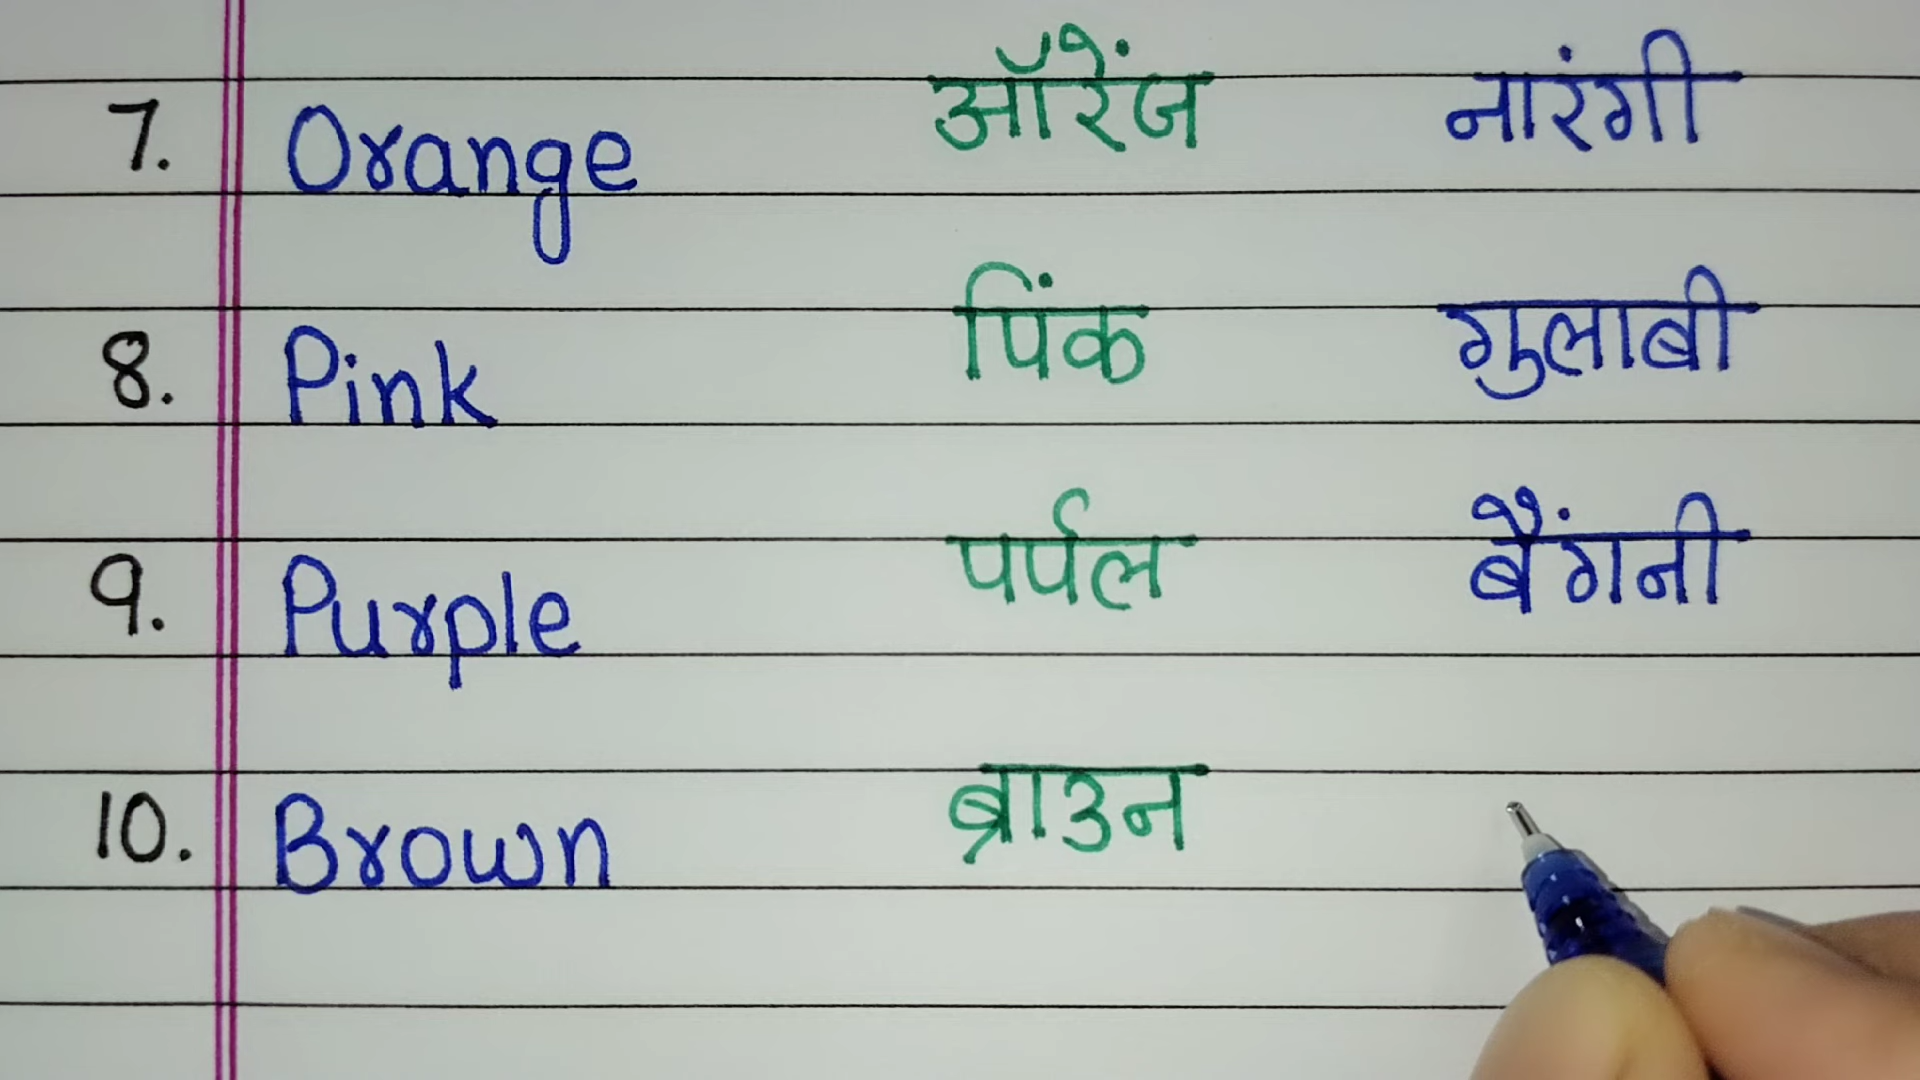 7. Orange ऑरेंज नारंगी
8. Pink पिंक गुलाबी
9. Purple पर्पल बैंगनी
10. Brown ब्राउन